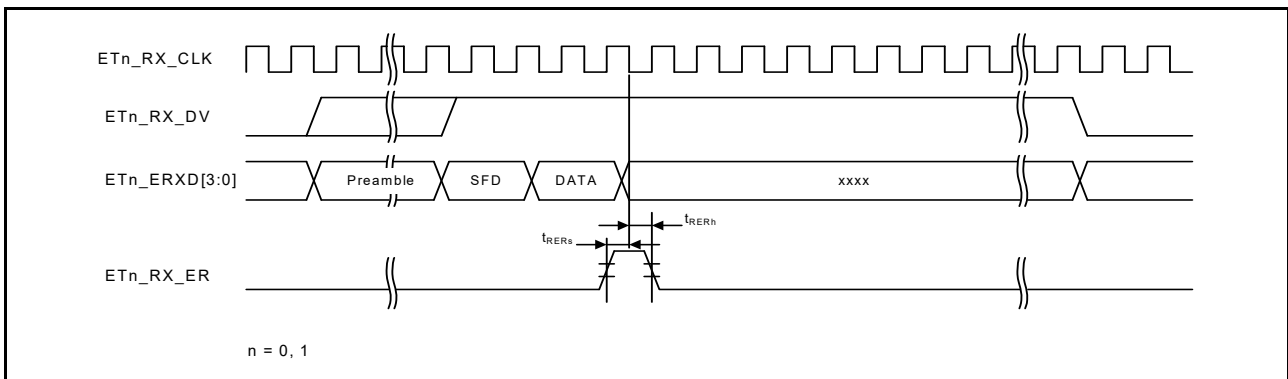 ETn_RX_CLK
ETn_RX_DV
ETn_ERXD[3:0]
Preamble
SFD
DATA
xxxx
tRERh
tRERs
ETn_RX_ER
n = 0, 1